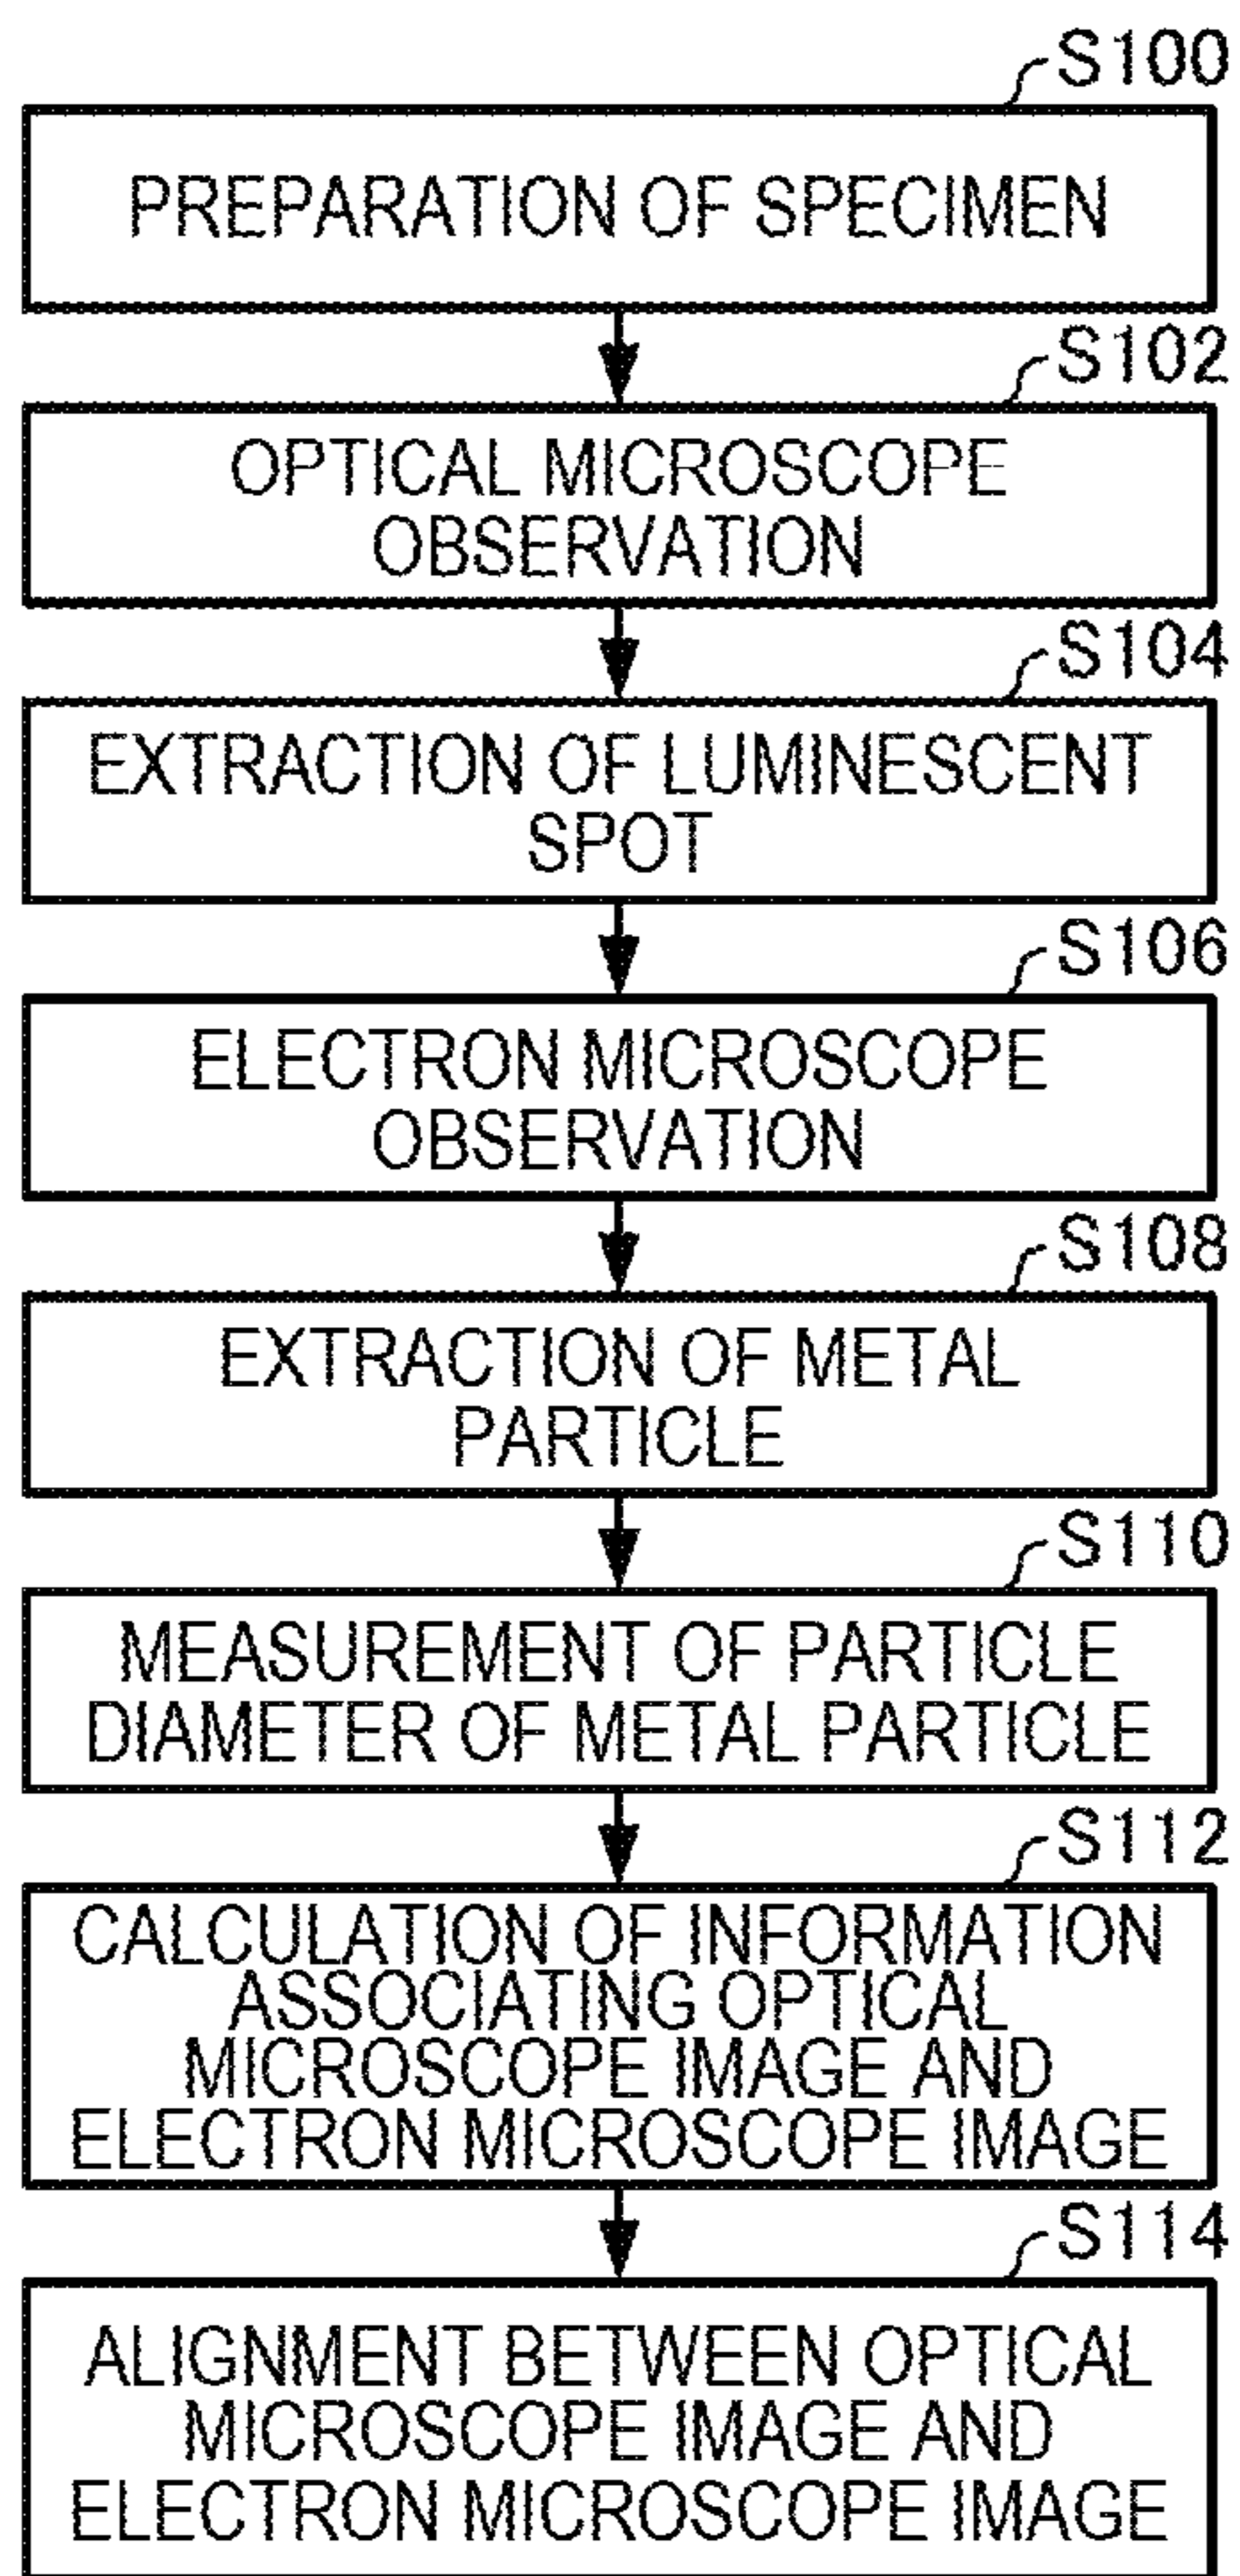 S100
PREPARATION OF SPECIMEN
S102
OPTICAL MICROSCOPE
OBSERVATION
S104
EXTRACTION OF LUMINESCENT
SPOT
S106
ELECTRON MICROSCOPE
OBSERVATION
S108
EXTRACTION OF METAL
PARTICLE
S110
MEASUREMENT OF PARTICLE
DIAMETER OF METAL PARTICLE
S112
CALCULATION OF INFORMATION
ASSOCIATING OPTICAL
MICROSCOPE IMAGE AND
ELECTRON MICROSCOPE IMAGE
S114
ALIGNMENT BETWEEN OPTICAL
MICROSCOPE IMAGE AND
ELECTRON MICROSCOPE IMAGE